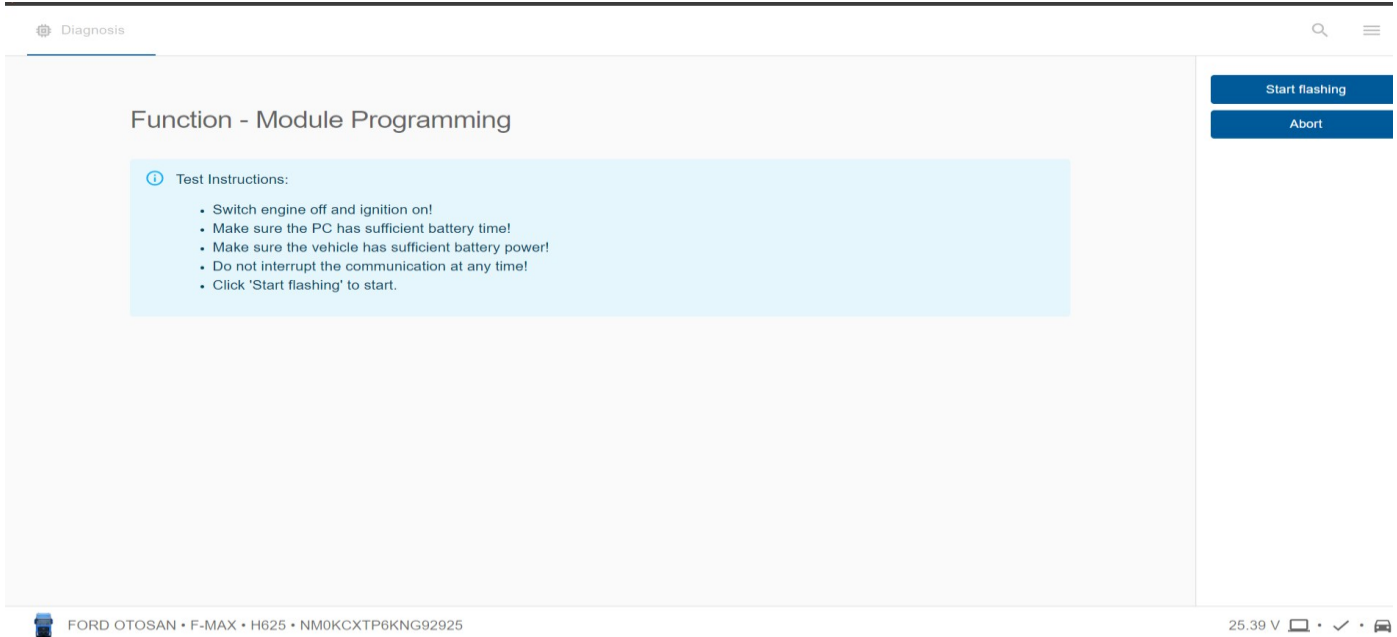 Diagnosis
Start flashing
Function - Module Programming
Abort
Test Instructions:
• Switch engine off and ignition on!
• Make sure the PC has sufficient battery time!
• Make sure the vehicle has sufficient battery power!
• Do not interrupt the communication at any time!
• Click 'Start flashing' to start.
FORD OTOSAN • F-MAX • H625 • NM0KCXTP6KNG92925
25.39 V